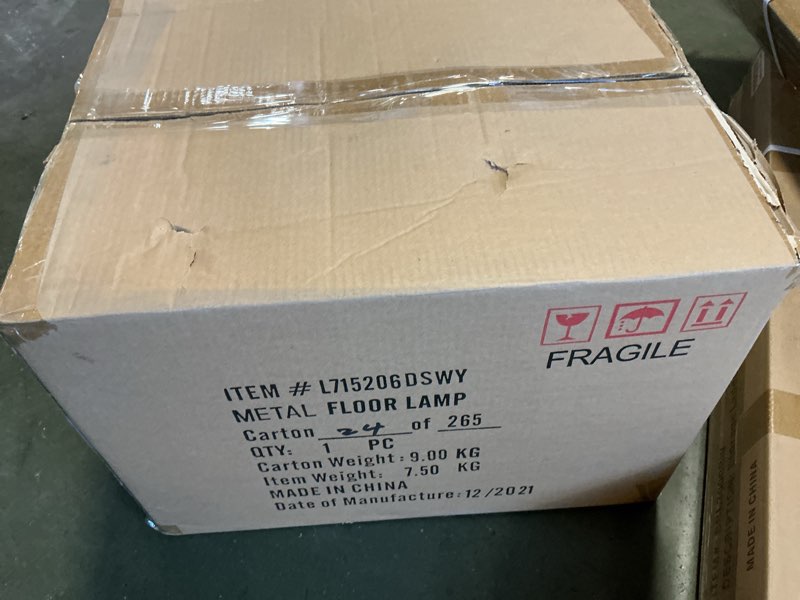 FRAGILE
ITEM # L715206DSWY
METAL FLOOR LAMP
Carton 24 of 265
QTY: 1 PC
Carton Weight: 9.00 KG
Item Weight: 7.50 KG
MADE IN CHINA
Date of Manufacture: 12/2021
MADE IN CHINA